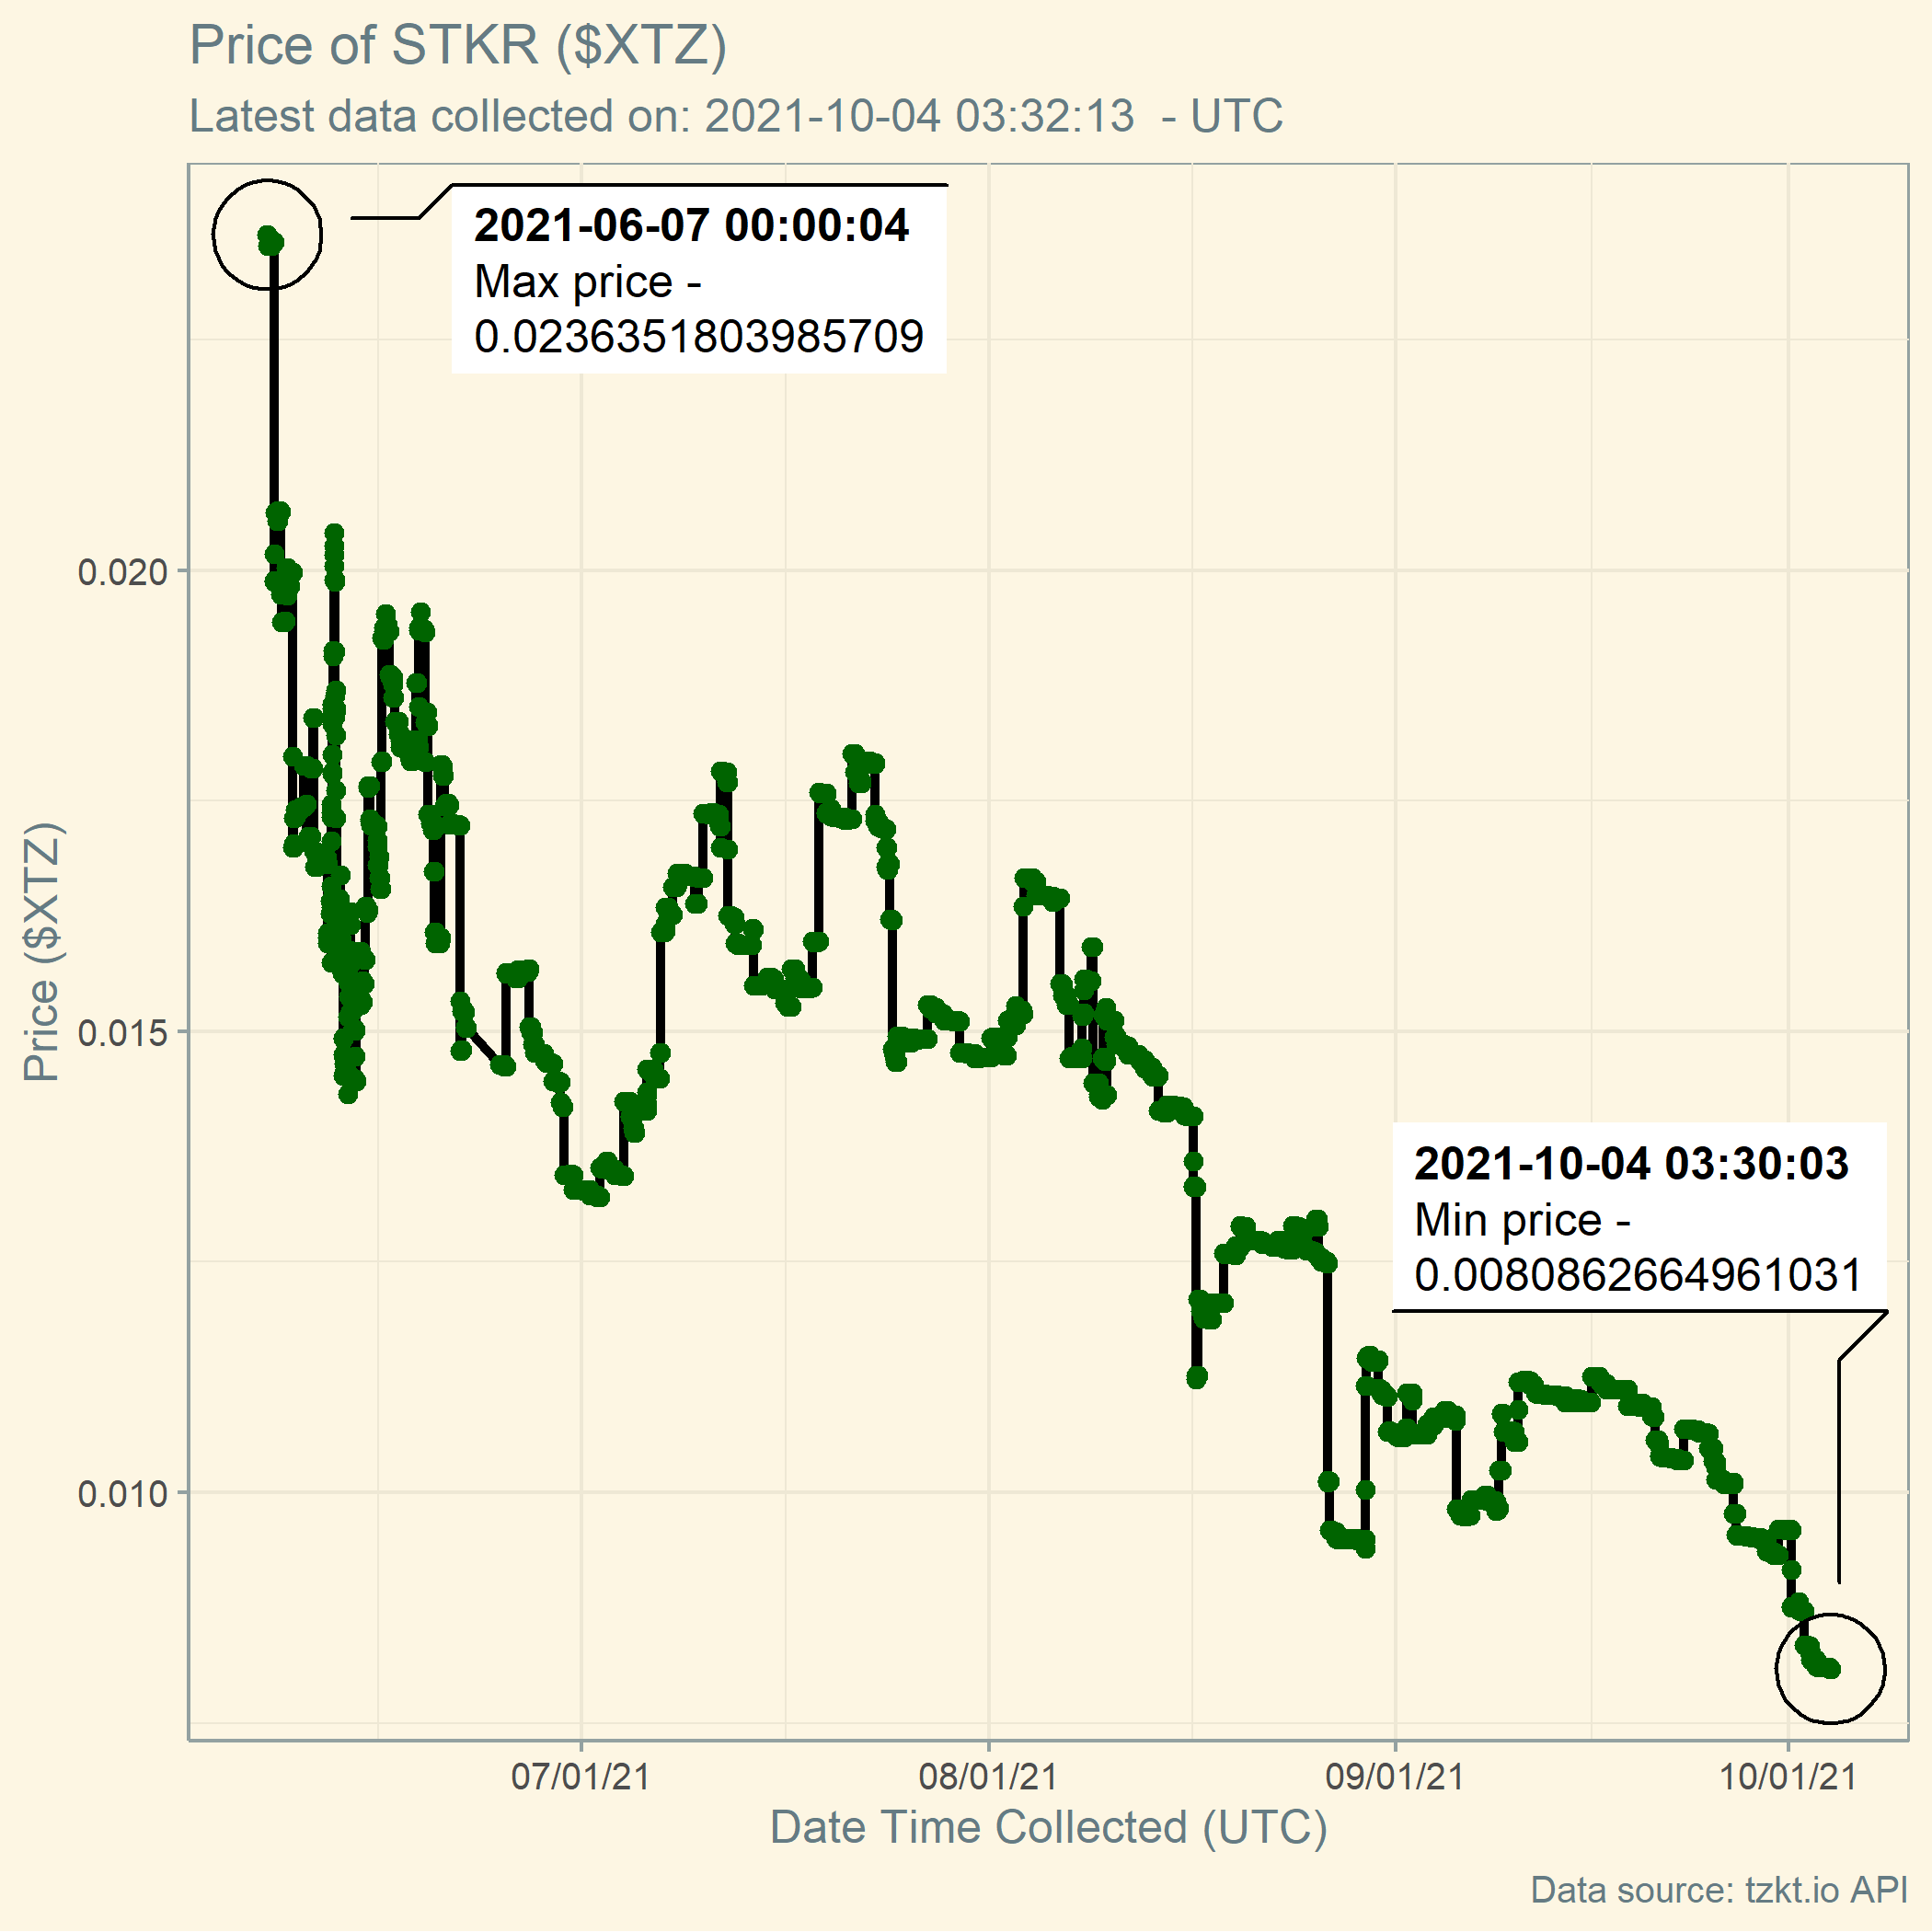 Price of STKR ($XTZ)
Latest data collected on: 2021-10-04 03:32:13  - UTC
2021-06-07 00:00:04
Max price -
0.0236351803985709
0.020
0.015
0.010
Price ($XTZ)
2021-10-04 03:30:03
Min price -
0.0080862664961031
07/01/21
08/01/21
09/01/21
10/01/21
Date Time Collected (UTC)
Data source: tzkt.io API